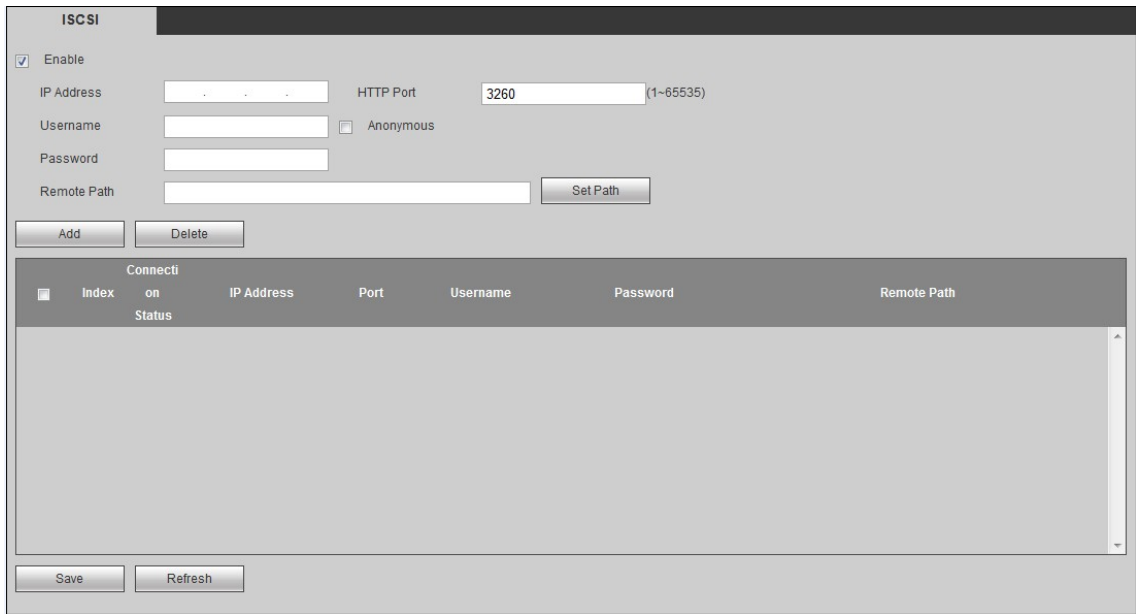 ISCSI
Enable
IP Address . . . HTTP Port 3260 (1~65535)
Username Anonymous
Password
Remote Path Set Path
Add Delete
Connecti
Index on IP Address Port Username Password Remote Path
Status
Save Refresh